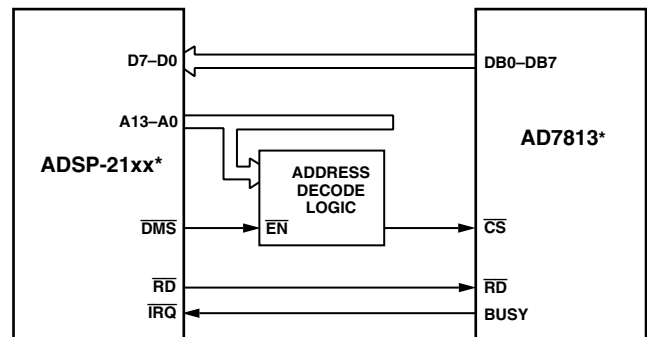 D7–D0
DB0–DB7
A13–A0
ADSP-21xx*
AD7813*
ADDRESS
DECODE
LOGIC
DMS
EN
CS
RD
RD
IRQ
BUSY